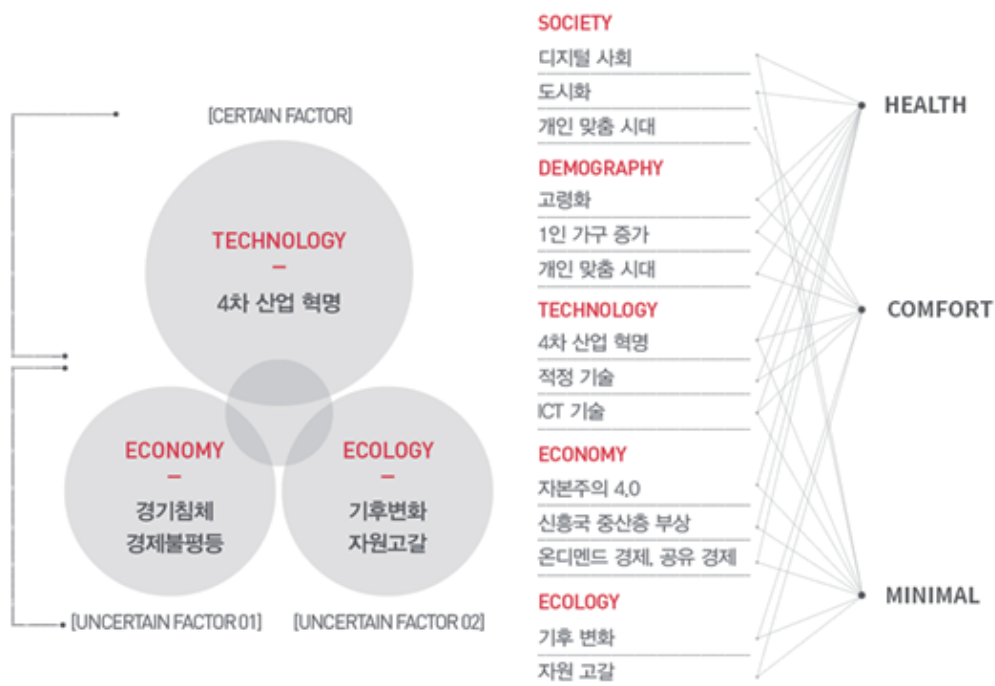 [CERTAIN FACTOR]
TECHNOLOGY
4차 산업 혁명
ECONOMY
경기침체
경제불평등
ECOLOGY
기후변화
자원고갈
[UNCERTAIN FACTOR 01]
[UNCERTAIN FACTOR 02]
SOCIETY
디지털 사회
도시화
개인 맞춤 시대
DEMOGRAPHY
고령화
1인 가구 증가
개인 맞춤 시대
TECHNOLOGY
4차 산업 혁명
적정 기술
ICT 기술
ECONOMY
자본주의 4.0
신흥국 중산층 부상
온디멘드 경제, 공유 경제
ECOLOGY
기후 변화
자원 고갈
HEALTH
COMFORT
MINIMAL